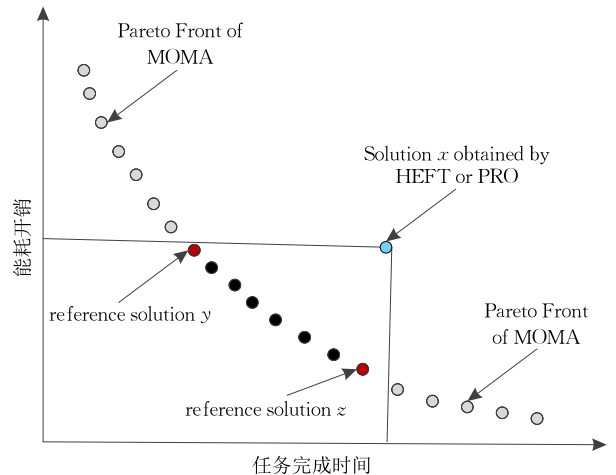 Pareto Front of
MOMA
Solution x obtained by
HEFT or PRO
能耗开销
reference solution y
Pareto Front
of MOMA
reference solution z
任务完成时间